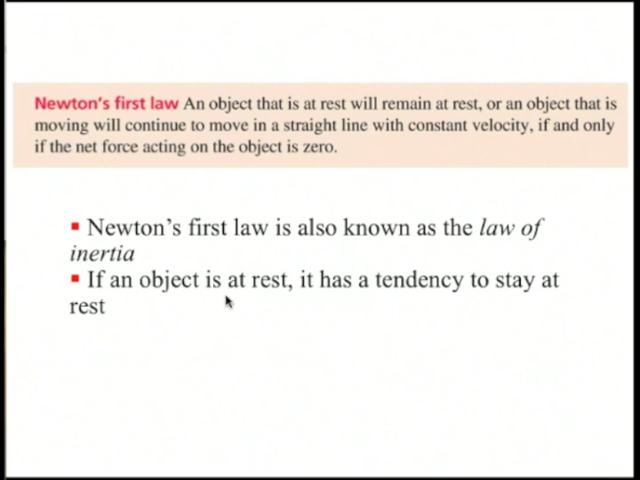 Newton's first law An object that is at rest will remain at rest, or an object that is
moving will continue to move in a straight line with constant velocity, if and only
if the net force acting on the object is zero.
▪ Newton's first law is also known as the law of
inertia
▪ If an object is at rest, it has a tendency to stay at
rest